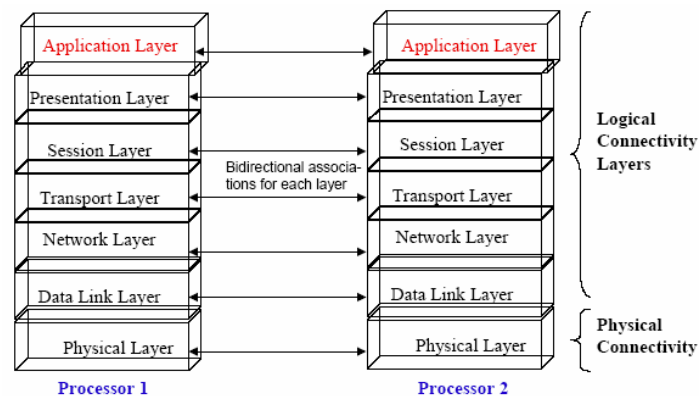 Application Layer
Application Layer
Presentation Layer
Presentation Layer
Session Layer
Session Layer
Bidirectional associa-
tions for each layer
Transport Layer
Transport Layer
Network Layer
Network Layer
Data Link Layer
Data Link Layer
Physical Layer
Physical Layer
Logical
Connectivity
Layers
Physical
Connectivity
Processor 1
Processor 2